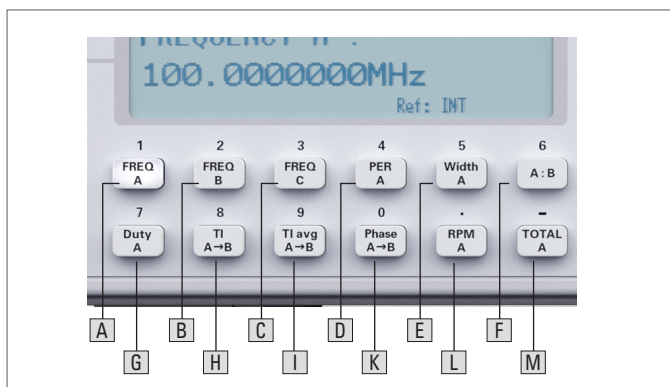 FREQUENCY A :
100.0000000MHz
Ref: INT
1 2 3 4 5 6
FREQ A FREQ B FREQ C PER A Width A A:B
7 8 9 0 . –
Duty A TI A→B TI avg A→B Phase A→B RPM A TOTAL A
A B C D E F
G H I K L M